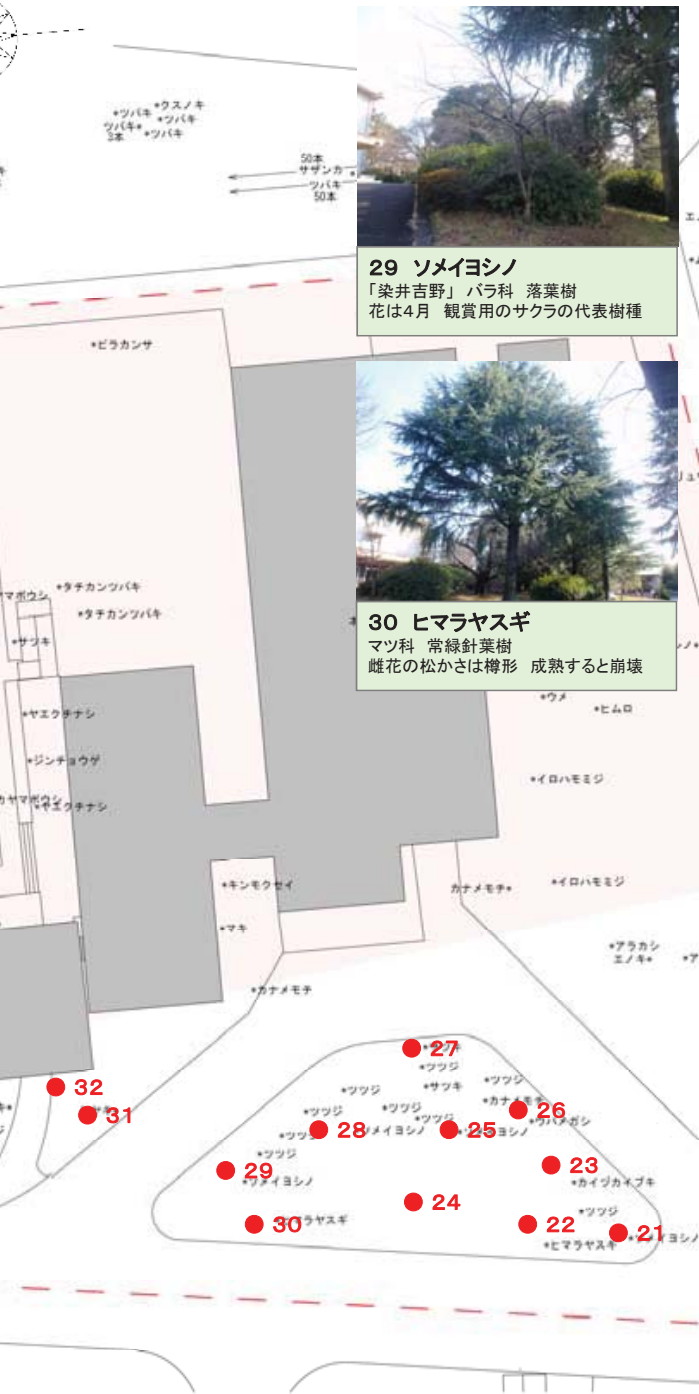 *ツバキ *クスノキ
ツバキ* *ツバキ
3本 *ツバキ
50本
サザンカ
ツバキ
50本
29 ソメイヨシノ
「染井吉野」 バラ科 落葉樹
花は4月 観賞用のサクラの代表樹種
*ピラカンサ
30 ヒマラヤスギ
マツ科 常緑針葉樹
雌花の松かさは樽形 成熟すると崩壊
マボウシ
*タチカンツバキ
*タチカンツバキ
*サツキ
*ウメ
*ヒムロ
*ヤエクチナシ
*ジンチョウゲ
*イロハモミジ
カヤマボウシ
*ヤエクチナシ
*キンモクセイ
カナメモチ*
*イロハモミジ
*マキ
*アラカシ
エノキ*
*カナメモチ
27
*ツツジ
32
*ツツジ
*サツキ
*ツツジ
31
*ツツジ
*ツツジ
*カナメモチ
26
*ウバメガシ
*ツツジ
28
メイヨシノ
25
*ツツジ
29
*ソメイヨシノ
23
*カイヅカイブキ
24
30
22
*ツツジ
21
*ヒマラヤスギ